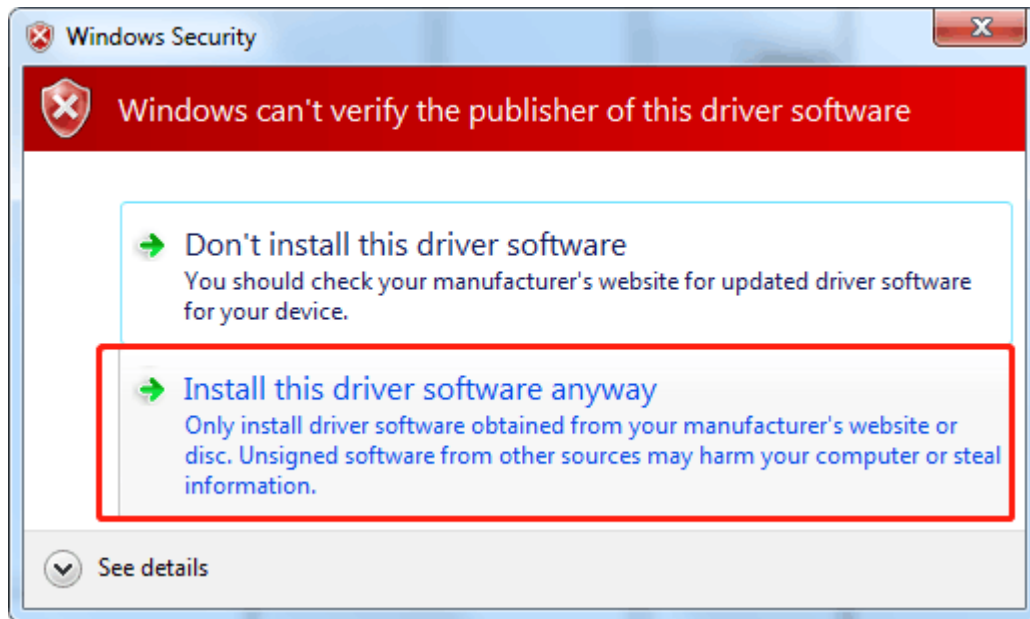 Windows Security
Windows can't verify the publisher of this driver software
Don't install this driver software
You should check your manufacturer's website for updated driver software
for your device.
Install this driver software anyway
Only install driver software obtained from your manufacturer's website or
disc. Unsigned software from other sources may harm your computer or steal
information.
See details